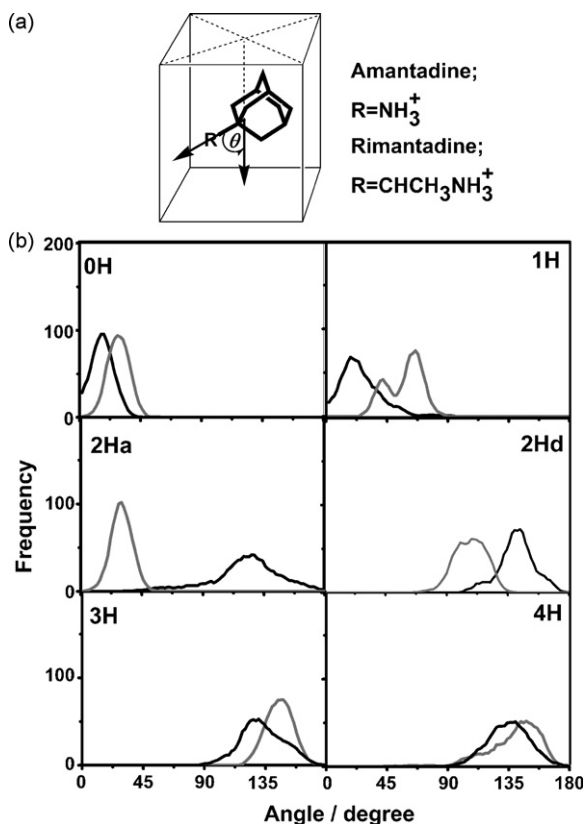 (a)
Amantadine;
R=NH₃⁺
Rimantadine;
R=CHCH₃NH₃⁺
R θ
(b)
200
0H
1H
100
0
2Ha
2Hd
100
0
3H
4H
100
0
0 45 90 135 0 45 90 135 180
Frequency
Angle / degree